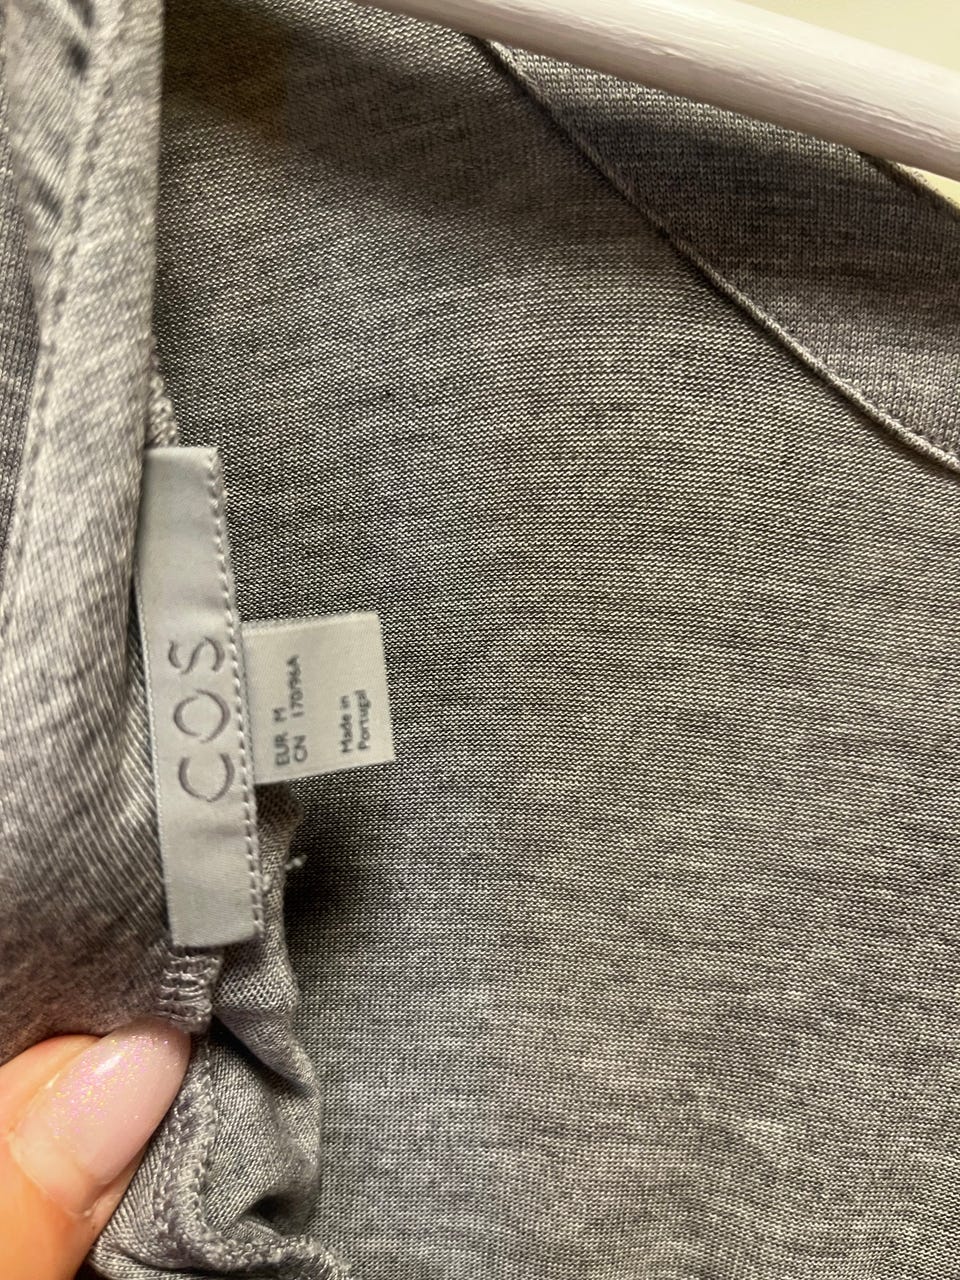 COS
EUR M
CN 170/96A
Made in
Portugal